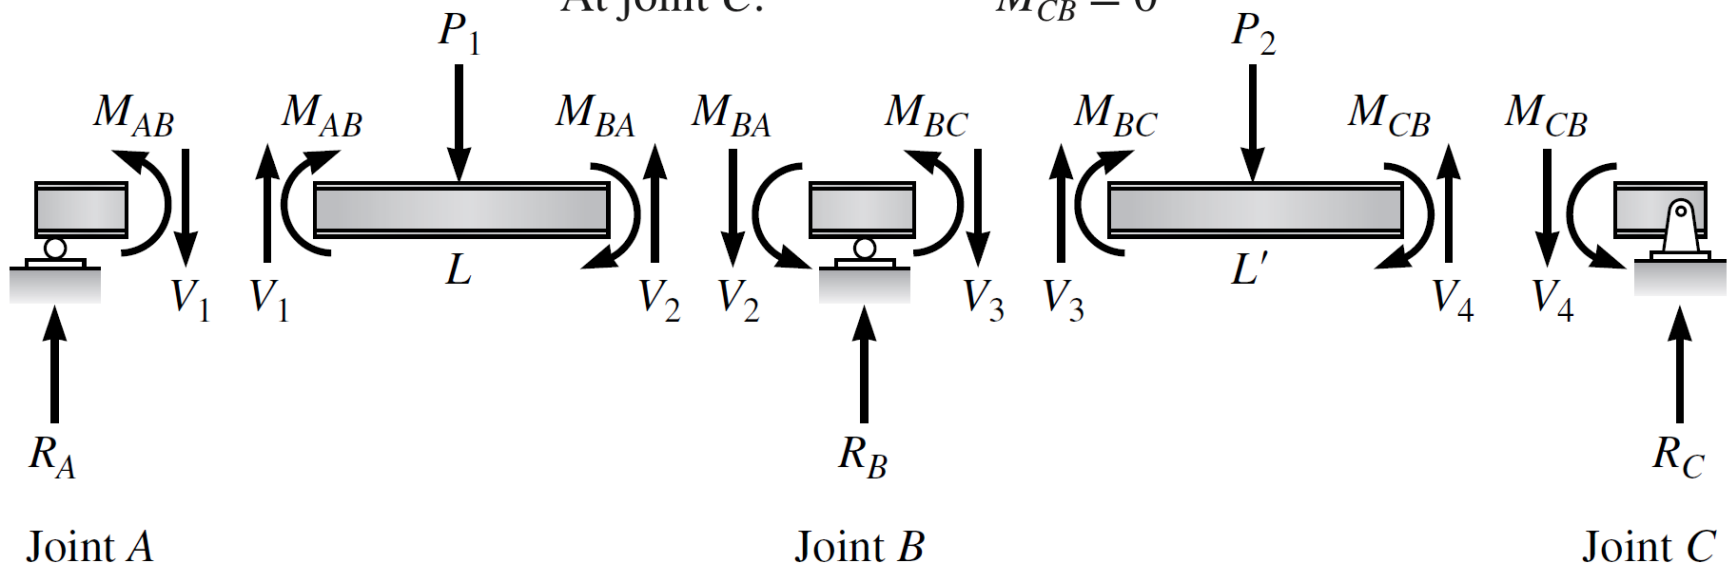 At joint C: M_CB = 0
P_1 P_2
M_AB M_AB M_BA M_BA M_BC M_BC M_CB M_CB
L L′
V_1 V_1 V_2 V_2 V_3 V_3 V_4 V_4
R_A R_B R_C
Joint A Joint B Joint C